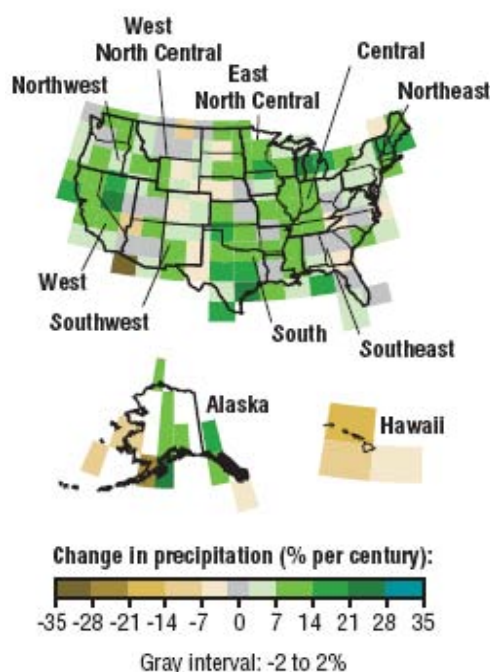 West
North Central
Central
East
North Central
Northwest
Northeast
West
Southwest
South
Southeast
Alaska
Hawaii
Change in precipitation (% per century):
-35 -28 -21 -14 -7 0 7 14 21 28 35
Gray interval: -2 to 2%